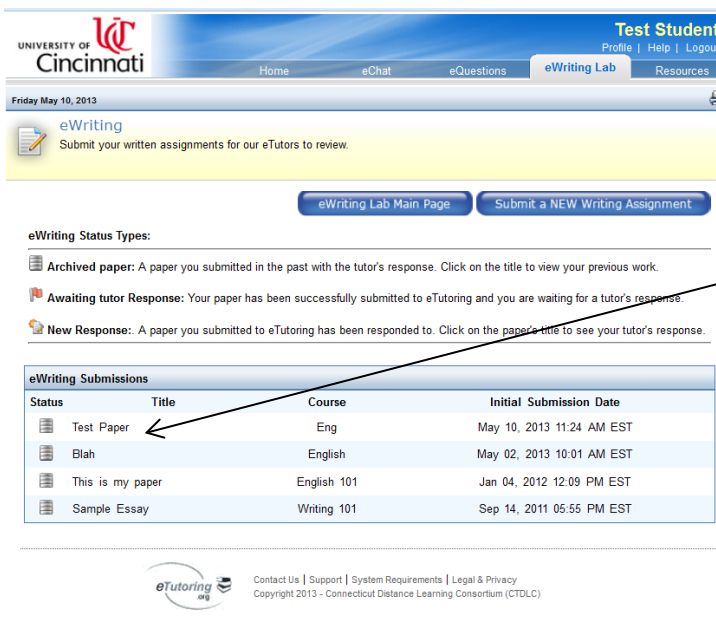 UNIVERSITY OF
Cincinnati
UC
Test Student
Profile | Help | Logou
Home eChat eQuestions eWriting Lab Resources
Friday May 10, 2013
eWriting
Submit your written assignments for our eTutors to review.
eWriting Lab Main Page Submit a NEW Writing Assignment
eWriting Status Types:
Archived paper: A paper you submitted in the past with the tutor's response. Click on the title to view your previous work.
Awaiting tutor Response: Your paper has been successfully submitted to eTutoring and you are waiting for a tutor's response.
New Response:. A paper you submitted to eTutoring has been responded to. Click on the paper's title to see your tutor's response.
eWriting Submissions
Status Title Course Initial Submission Date
Test Paper Eng May 10, 2013 11:24 AM EST
Blah English May 02, 2013 10:01 AM EST
This is my paper English 101 Jan 04, 2012 12:09 PM EST
Sample Essay Writing 101 Sep 14, 2011 05:55 PM EST
eTutoring
.org
Contact Us | Support | System Requirements | Legal & Privacy
Copyright 2013 - Connecticut Distance Learning Consortium (CTDLC)